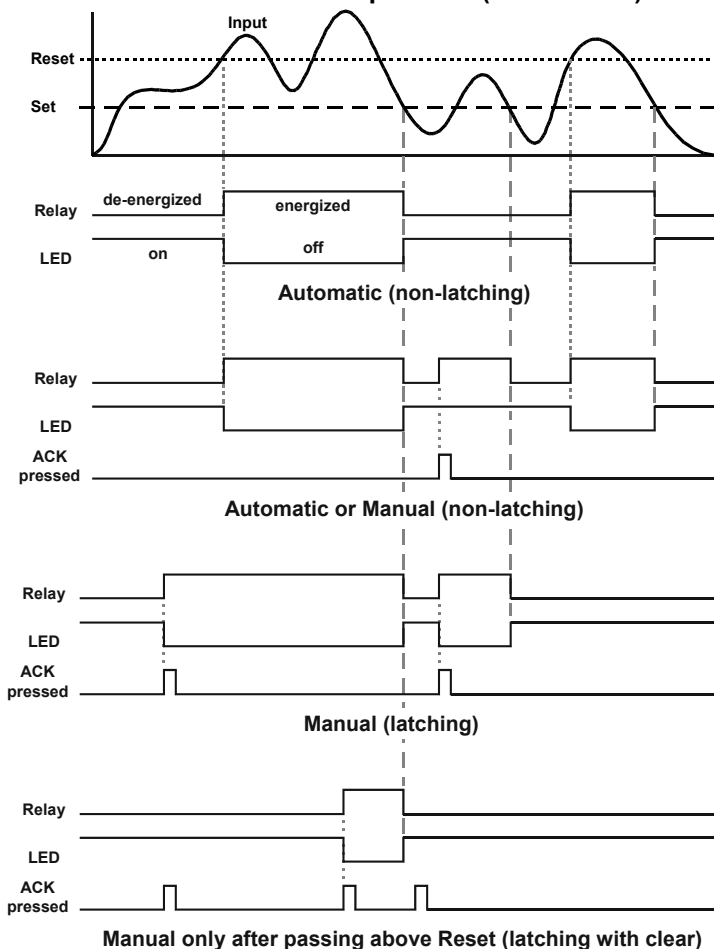 Input
Reset
Set
de-energized
energized
Relay
on
off
LED
Automatic (non-latching)
Relay
LED
ACK
pressed
Automatic or Manual (non-latching)
Relay
LED
ACK
pressed
Manual (latching)
Relay
LED
ACK
pressed
Manual only after passing above Reset (latching with clear)